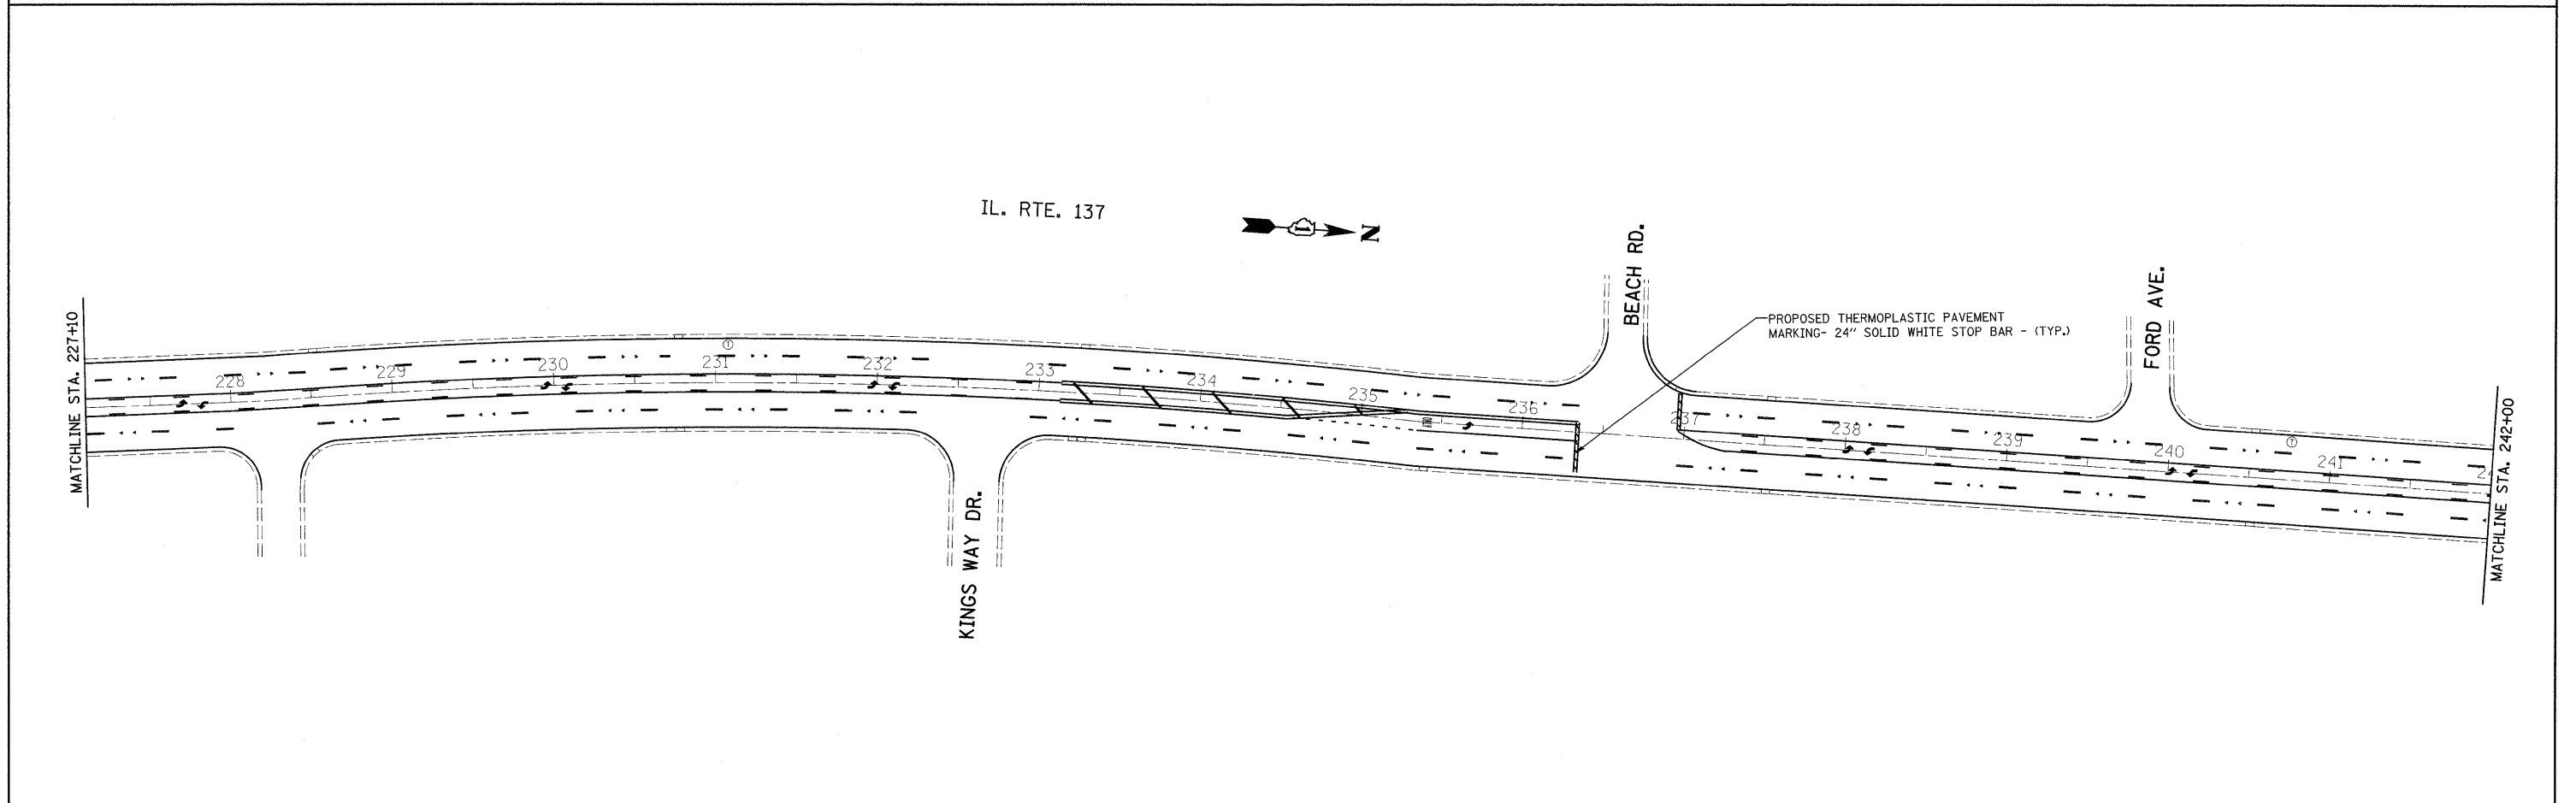 IL. RTE. 137
N
BEACH RD.
FORD AVE.
PROPOSED THERMOPLASTIC PAVEMENT
MARKING- 24" SOLID WHITE STOP BAR - (TYP.)
MATCHLINE STA. 227+10
228
229
230
231
232
233
234
235
236
237
238
239
240
241
MATCHLINE STA. 242+00
KINGS WAY DR.